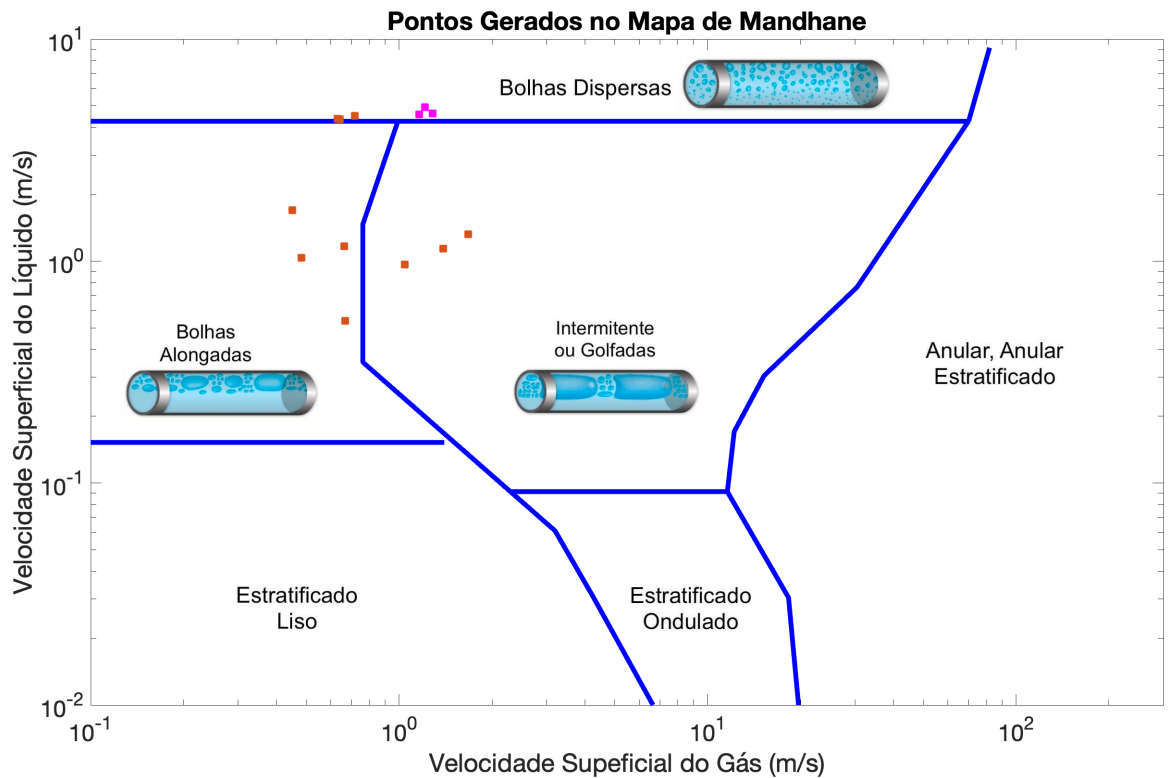 Pontos Gerados no Mapa de Mandhane
10^1
10^0
10^-1
10^-2
Velocidade Superficial do Líquido (m/s)
Bolhas Dispersas
Bolhas
Alongadas
Intermitente
ou Golfadas
Anular, Anular
Estratificado
Estratificado
Liso
Estratificado
Ondulado
10^-1
10^0
10^1
10^2
Velocidade Supeficial do Gás (m/s)